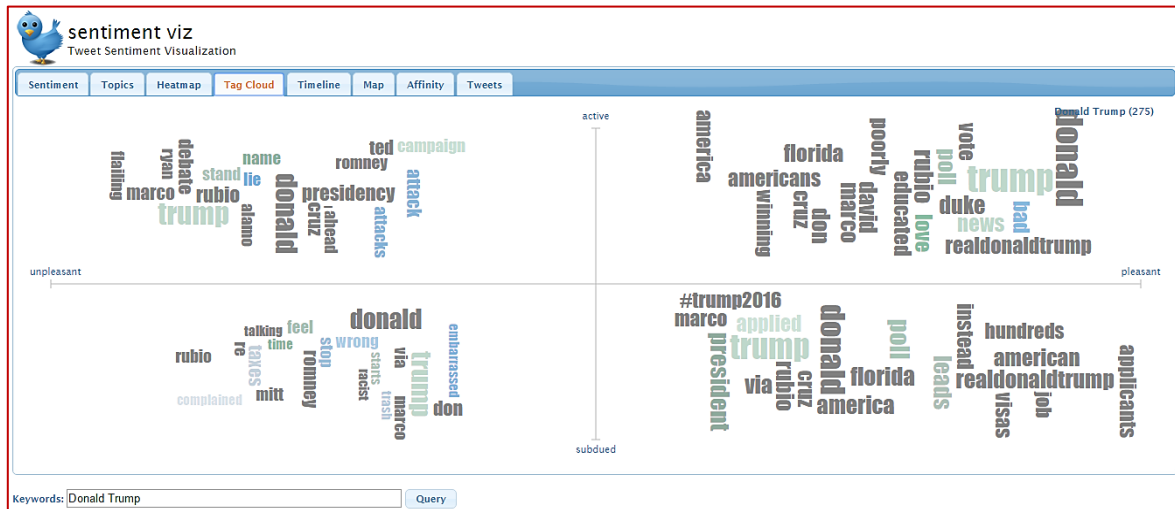 sentiment viz
Tweet Sentiment Visualization
Sentiment
Topics
Heatmap
Tag Cloud
Timeline
Map
Affinity
Tweets
Donald Trump (275)
active
flailing
ryan
debate
name
stand
lie
marco
rubio
trump
alamo
donald
ted
campaign
romney
presidency
cruz
ahead
attacks
attack
america
florida
poorly
vote
donald
americans
rubio
poll
trump
winning
cruz
don
marco
david
educated
love
duke
news
bad
realdonaldtrump
unpleasant
pleasant
donald
talking
feel
time
re
taxes
rubio
stop
wrong
embarrassed
romney
mitt
complained
racist
starts
trash
via
marco
trump
don
#trump2016
marco
applied
donald
poll
instead
hundreds
president
trump
american
leads
via
rubio
cruz
florida
realdonaldtrump
america
visas
job
applicants
subdued
Keywords: Donald Trump Query